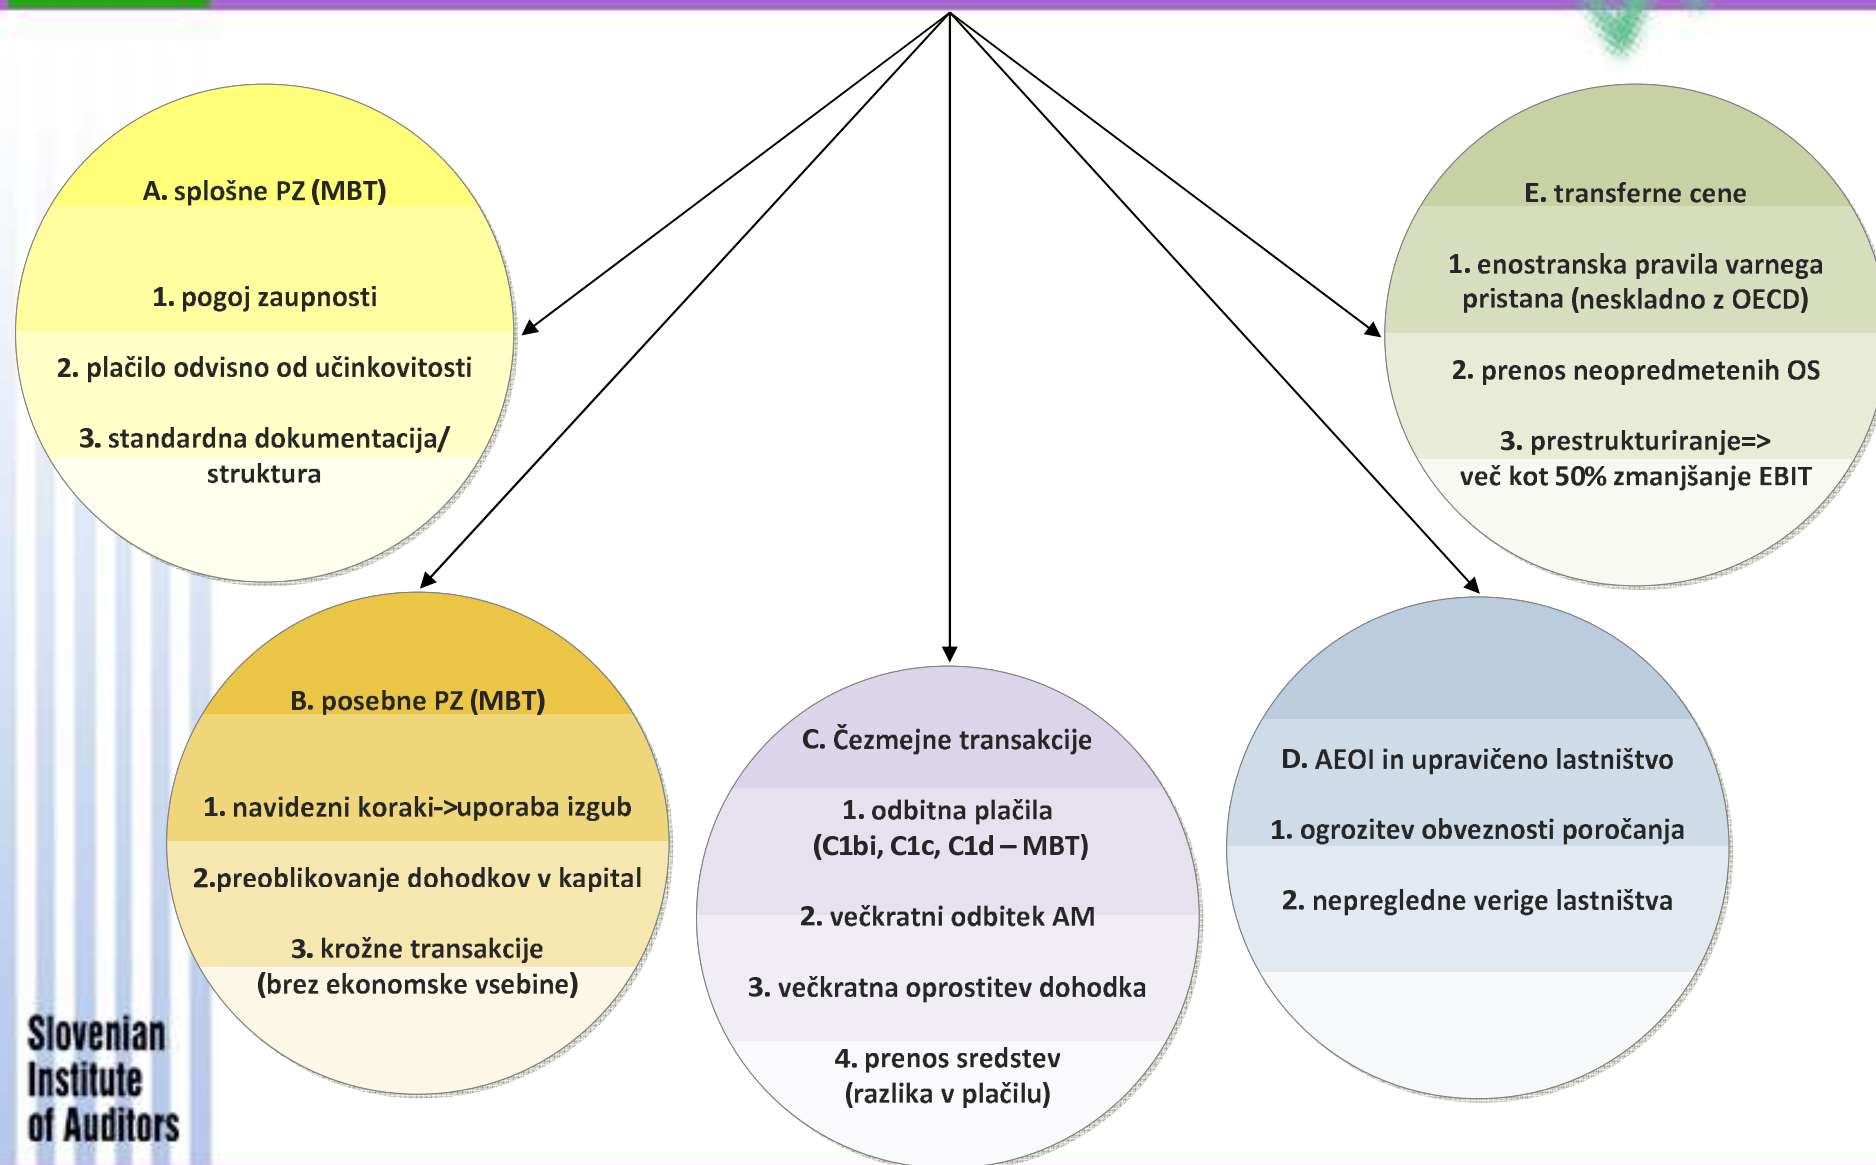 A. splošne PZ (MBT)
1. pogoj zaupnosti
2. plačilo odvisno od učinkovitosti
3. standardna dokumentacija/
struktura
B. posebne PZ (MBT)
1. navidezni koraki->uporaba izgub
2.preoblikovanje dohodkov v kapital
3. krožne transakcije
(brez ekonomske vsebine)
C. Čezmejne transakcije
1. odbitna plačila
(C1bi, C1c, C1d – MBT)
2. večkratni odbitek AM
3. večkratna oprostitev dohodka
4. prenos sredstev
(razlika v plačilu)
D. AEOI in upravičeno lastništvo
1. ogrozitev obveznosti poročanja
2. nepregledne verige lastništva
E. transferne cene
1. enostranska pravila varnega
pristana (neskladno z OECD)
2. prenos neopredmetenih OS
3. prestrukturiranje=>
več kot 50% zmanjšanje EBIT
Slovenian
Institute
of Auditors